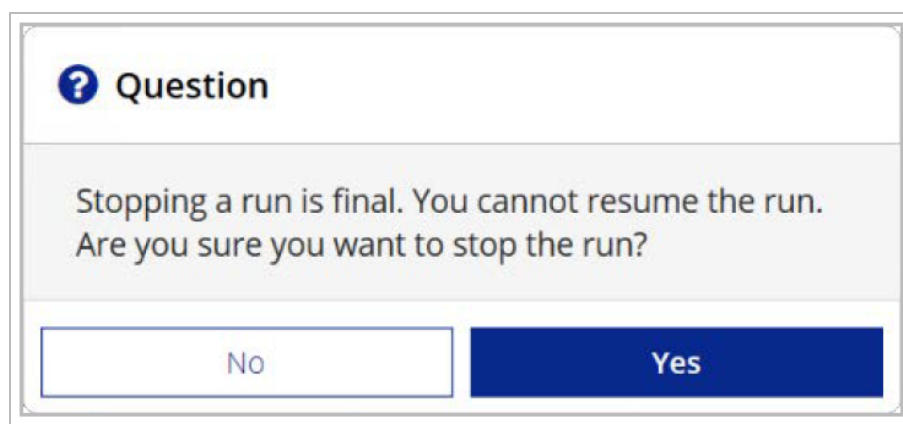 Question
Stopping a run is final. You cannot resume the run.
Are you sure you want to stop the run?
No
Yes